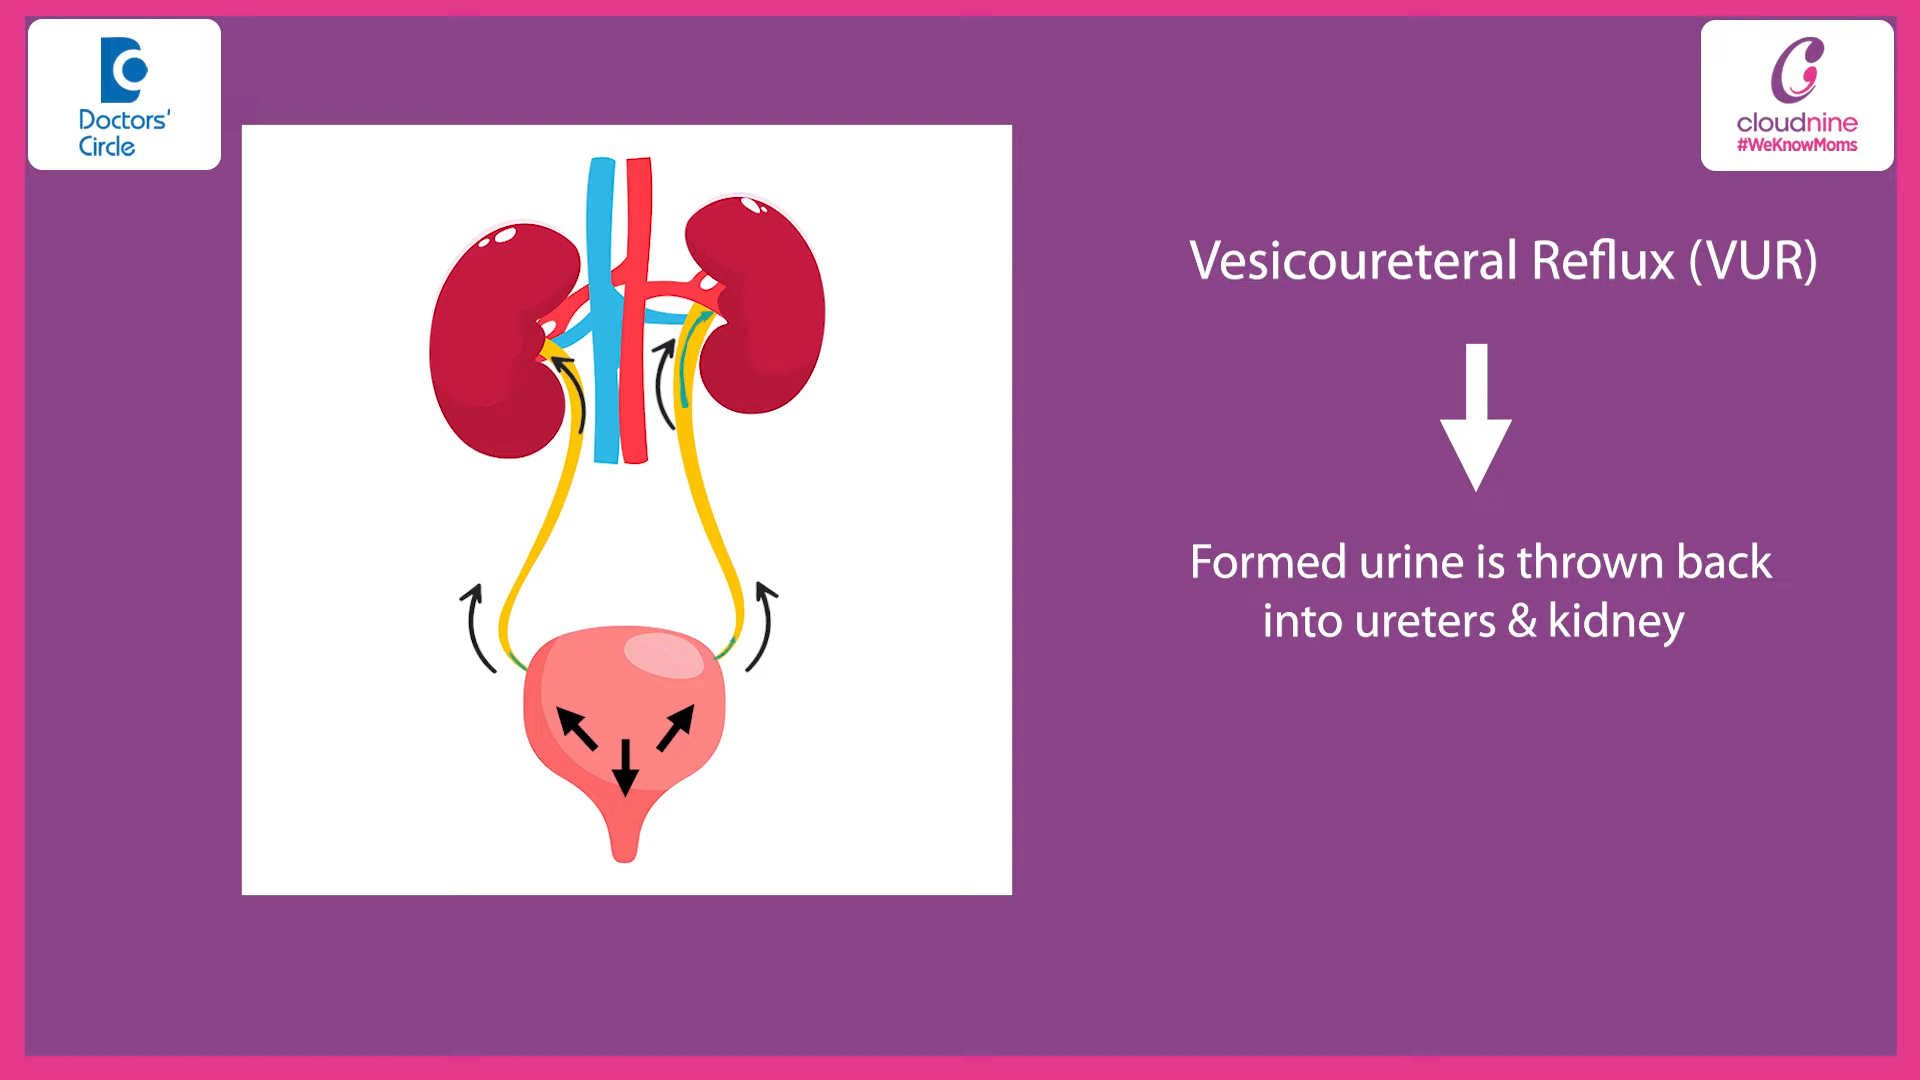 Doctors'
Circle
cloudnine
#WeKnowMoms
Vesicoureteral Reflux (VUR)
Formed urine is thrown back
into ureters & kidney